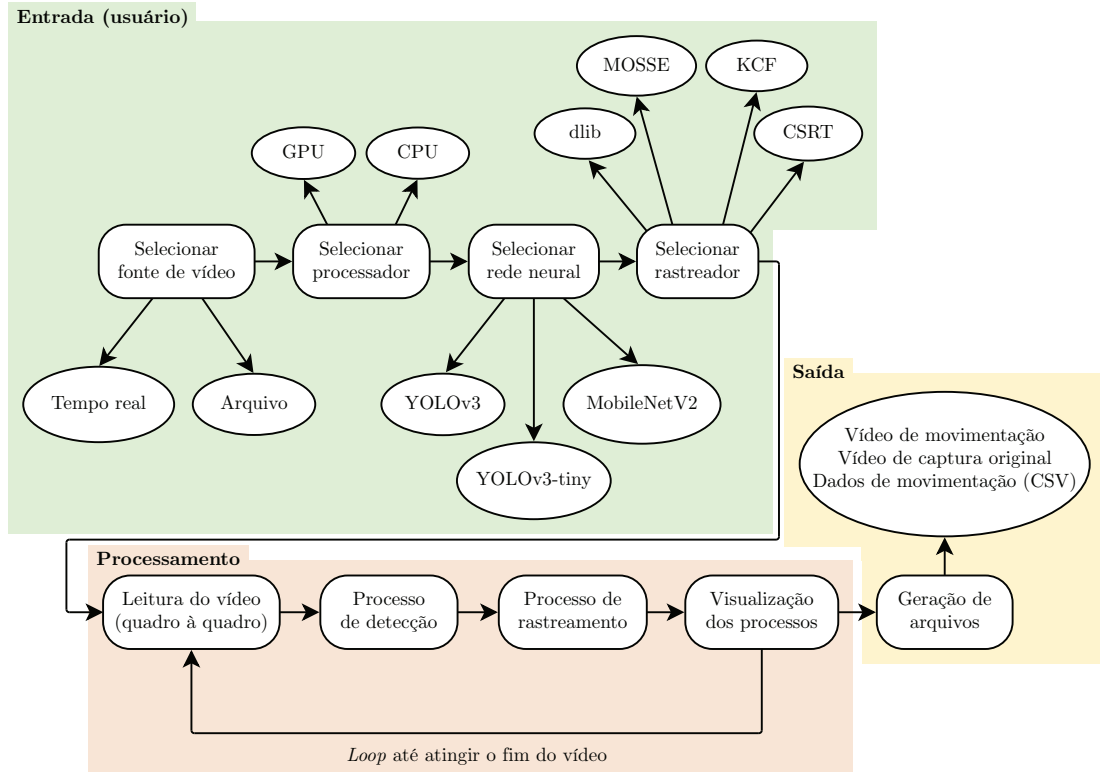 Entrada (usuário)
MOSSE
KCF
dlib
CSRT
GPU
CPU
Selecionar
fonte de vídeo
Selecionar
processador
Selecionar
rede neural
Selecionar
rastreador
Tempo real
Arquivo
YOLOv3
MobileNetV2
YOLOv3-tiny
Saída
Vídeo de movimentação
Vídeo de captura original
Dados de movimentação (CSV)
Processamento
Leitura do vídeo
(quadro à quadro)
Processo
de detecção
Processo de
rastreamento
Visualização
dos processos
Geração de
arquivos
Loop até atingir o fim do vídeo